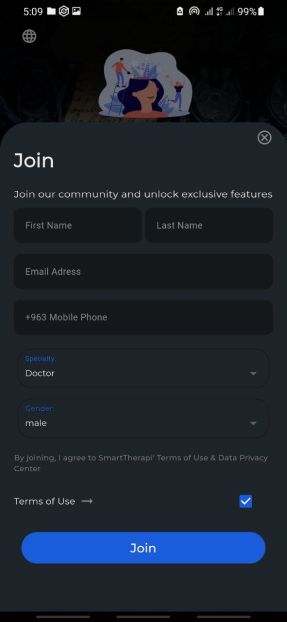 5:09
4G
99%
Join
Join our community and unlock exclusive features
First Name
Last Name
Email Adress
+963 Mobile Phone
Specialty:
Doctor
Gender:
male
By joining, I agree to SmartTherapi' Terms of Use & Data Privacy
Center
Terms of Use →
Join